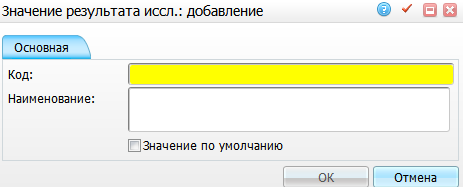 Значение результата иссл.: добавление
Основная
Код:
Наименование:
Значение по умолчанию
ОК
Отмена